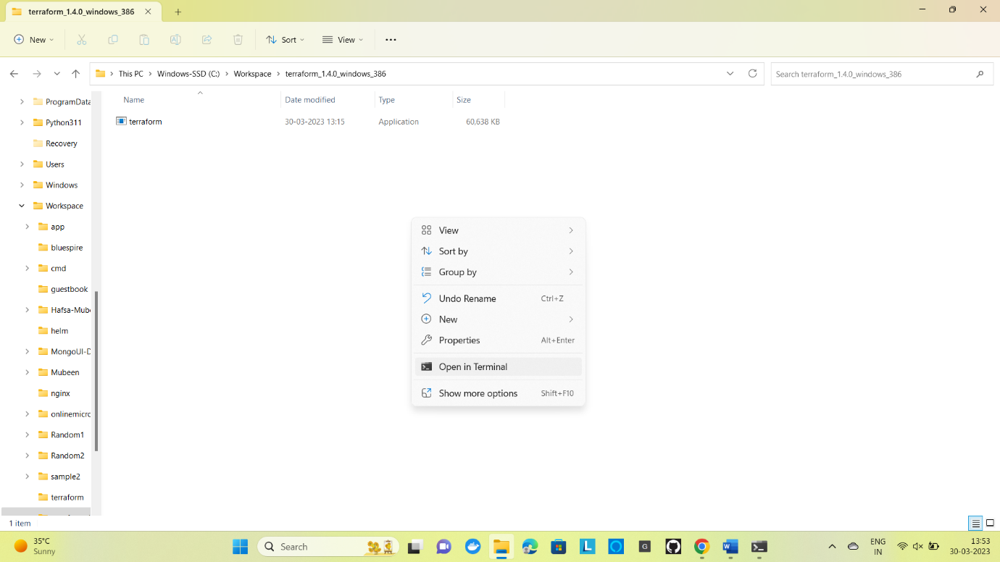 terraform_1.4.0_windows_386
New
Sort
View
This PC > Windows-SSD (C:) > Workspace > terraform_1.4.0_windows_386
Search terraform_1.4.0_windows_386
ProgramData
Python311
Recovery
Users
Windows
Workspace
app
bluespire
cmd
guestbook
Hafsa-Mube
helm
MongoUI-D
Mubeen
nginx
onlinemicro
Random1
Random2
sample2
terraform
Name Date modified Type Size
terraform 30-03-2023 13:15 Application 60,638 KB
View
Sort by
Group by
Undo Rename Ctrl+Z
New
Properties Alt+Enter
Open in Terminal
Show more options Shift+F10
1 item
35°C
Sunny
Search
L
G
W
ENG
IN
13:53
30-03-2023